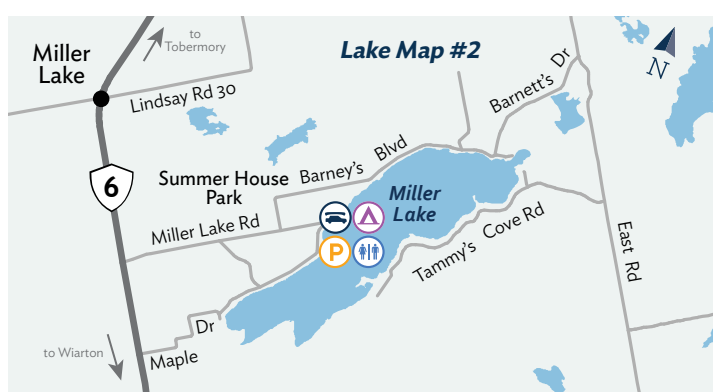 to
Tobermory
Miller
Lake
Lake Map #2
N
Lindsay Rd 30
Barnett's Dr
6
Summer House
Park
Barney's Blvd
Miller
Lake
Miller Lake Rd
P
Tammy's Cove Rd
East Rd
Maple Dr
to Wiarton